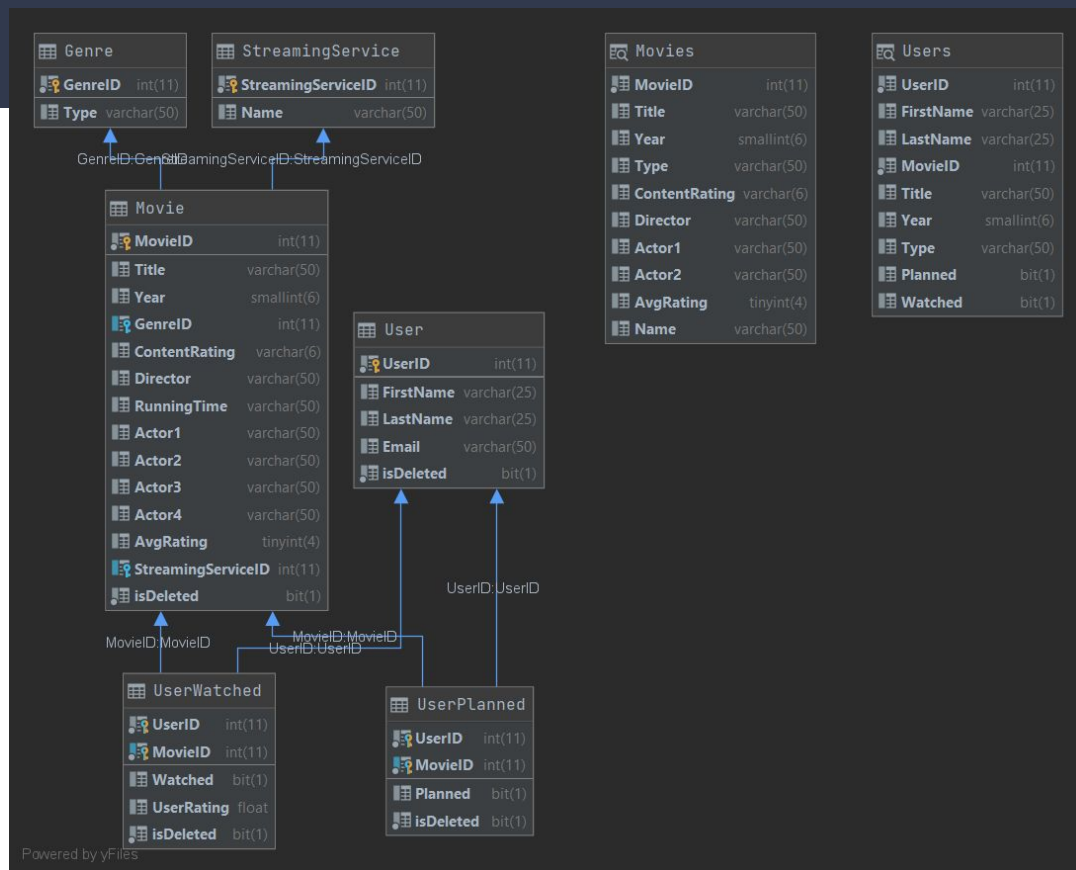 Genre
GenreID int(11)
Type varchar(50)
StreamingService
StreamingServiceID int(11)
Name varchar(50)
GenreID:GenreID
StreamingServiceID:StreamingServiceID
Movie
MovieID int(11)
Title varchar(50)
Year smallint(6)
GenreID int(11)
ContentRating varchar(6)
Director varchar(50)
RunningTime varchar(50)
Actor1 varchar(50)
Actor2 varchar(50)
Actor3 varchar(50)
Actor4 varchar(50)
AvgRating tinyint(4)
StreamingServiceID int(11)
isDeleted bit(1)
User
UserID int(11)
FirstName varchar(25)
LastName varchar(25)
Email varchar(50)
isDeleted bit(1)
Movies
MovieID int(11)
Title varchar(50)
Year smallint(6)
Type varchar(50)
ContentRating varchar(6)
Director varchar(50)
Actor1 varchar(50)
Actor2 varchar(50)
AvgRating tinyint(4)
Name varchar(50)
Users
UserID int(11)
FirstName varchar(25)
LastName varchar(25)
MovieID int(11)
Title varchar(50)
Year smallint(6)
Type varchar(50)
Planned bit(1)
Watched bit(1)
UserID:UserID
MovieID:MovieID
MovieID:MovieID
UserID:UserID
UserWatched
UserID int(11)
MovieID int(11)
Watched bit(1)
UserRating float
isDeleted bit(1)
UserPlanned
UserID int(11)
MovieID int(11)
Planned bit(1)
isDeleted bit(1)
Powered by yFiles